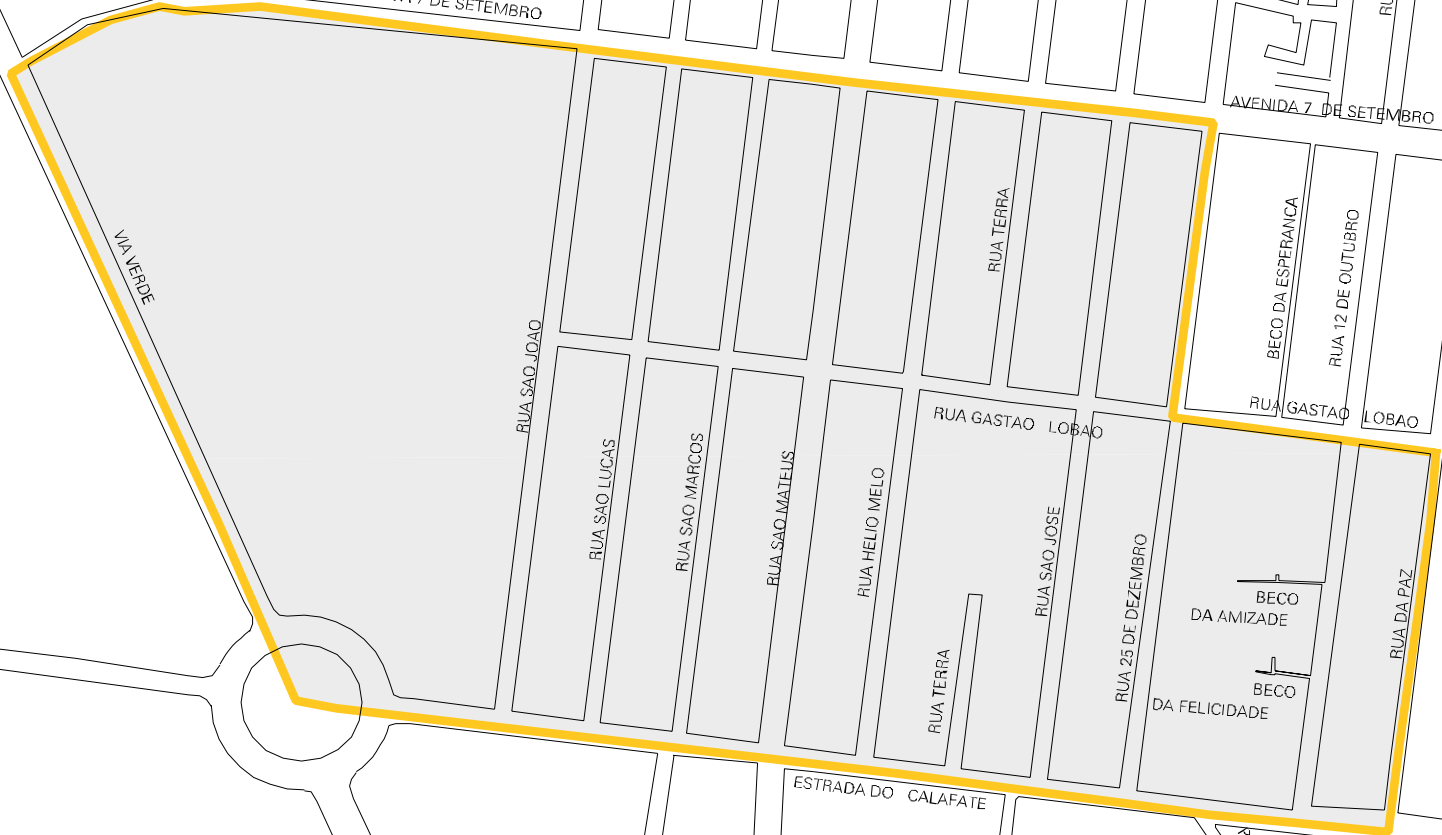 7 DE SETEMBRO
AVENIDA 7 DE SETEMBRO
VIA VERDE
RUA TERRA
BECO DA ESPERANCA
RUA 12 DE OUTUBRO
RUA SAO JOAO
RUA GASTAO LOBAO
RUA GASTAO LOBAO
RUA SAO LUCAS
RUA SAO MARCOS
RUA SAO MATEUS
RUA HELIO MELO
RUA SAO JOSE
RUA 25 DE DEZEMBRO
BECO
DA AMIZADE
RUA DA PAZ
RUA TERRA
BECO
DA FELICIDADE
ESTRADA DO CALAFATE